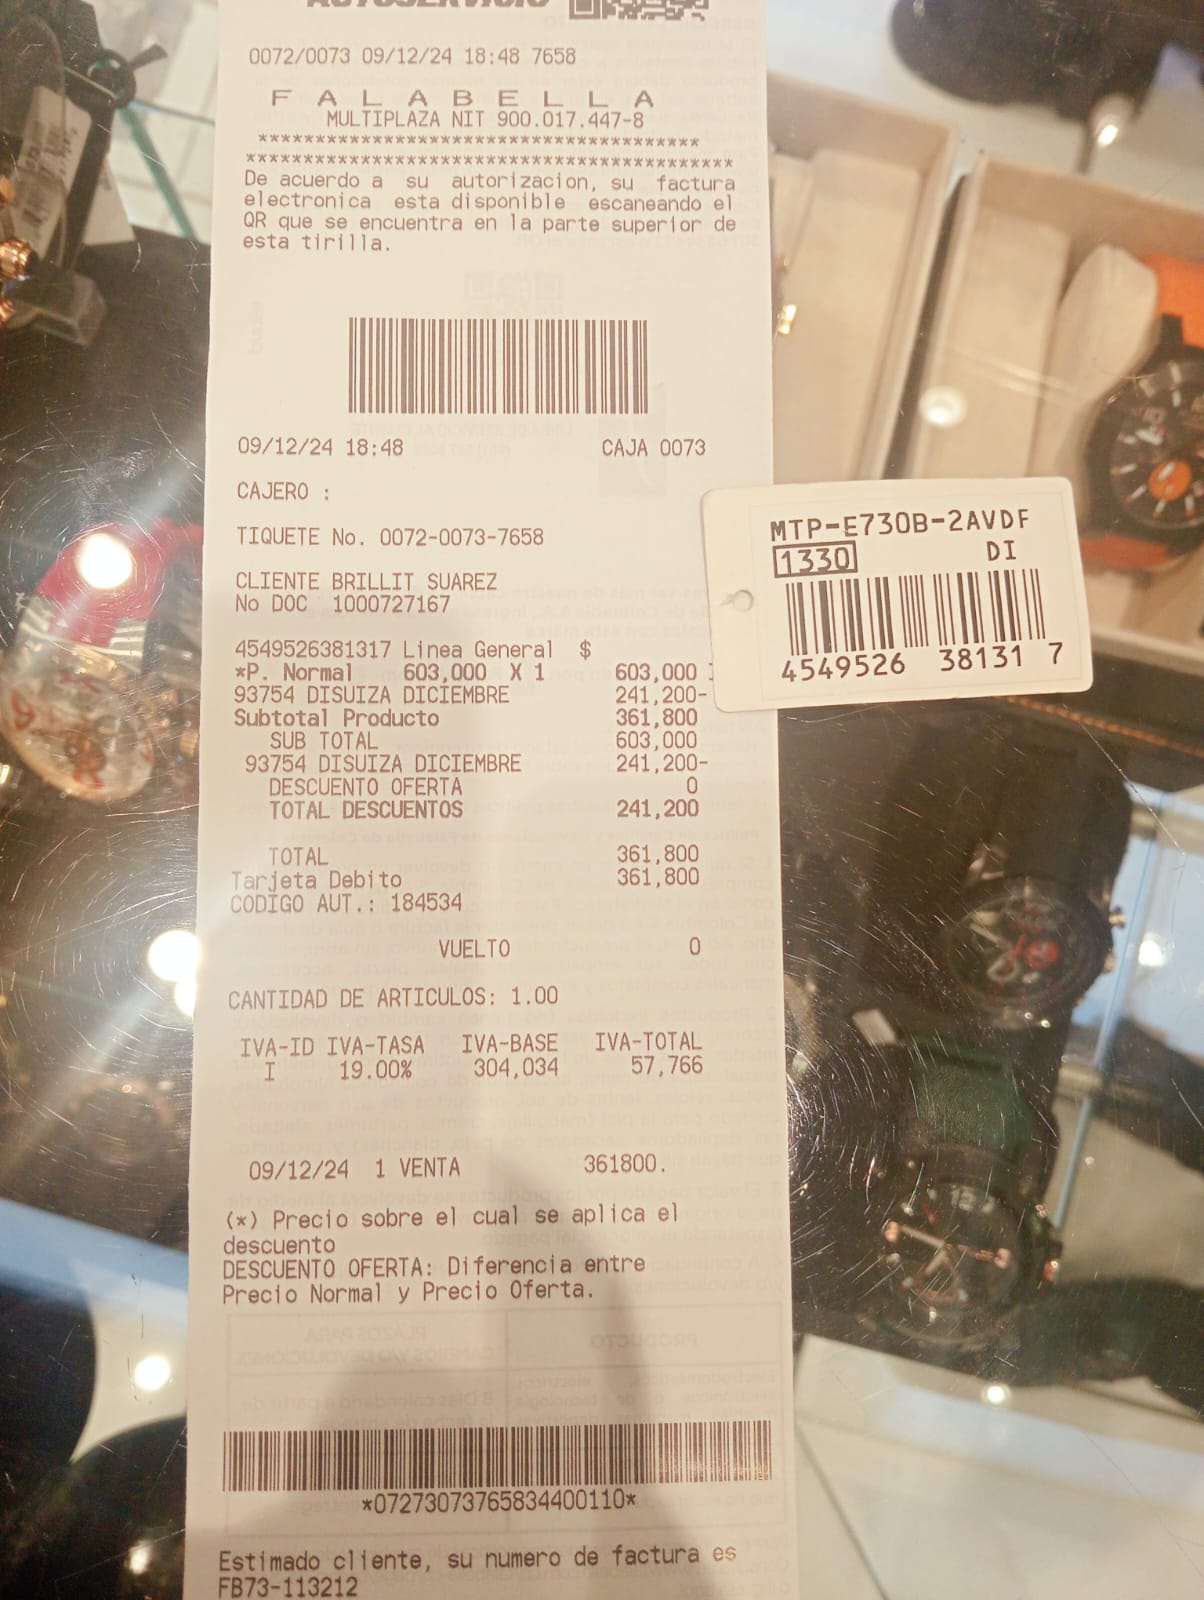 AUTOSERVICIO
0072/0073 09/12/24 18:48 7658
F A L A B E L L A
MULTIPLAZA NIT 900.017.447-8
**************************************
******************************************
De acuerdo a su autorizacion, su factura
electronica esta disponible escaneando el
QR que se encuentra en la parte superior de
esta tirilla.
09/12/24 18:48 CAJA 0073
CAJERO :
TIQUETE No. 0072-0073-7658
CLIENTE BRILLIT SUAREZ
No DOC 1000727167
4549526381317 Linea General $
*P. Normal 603,000 X 1 603,000
93754 DISUIZA DICIEMBRE 241,200-
Subtotal Producto 361,800
SUB TOTAL 603,000
93754 DISUIZA DICIEMBRE 241,200-
DESCUENTO OFERTA 0
TOTAL DESCUENTOS 241,200
TOTAL 361,800
Tarjeta Debito 361,800
CODIGO AUT.: 184534
VUELTO 0
CANTIDAD DE ARTICULOS: 1.00
IVA-ID IVA-TASA IVA-BASE IVA-TOTAL
I 19.00% 304,034 57,766
09/12/24 1 VENTA 361800.
(*) Precio sobre el cual se aplica el
descuento
DESCUENTO OFERTA: Diferencia entre
Precio Normal y Precio Oferta.
*07273073765834400110*
Estimado cliente, su numero de factura es
FB73-113212
MTP-E730B-2AVDF
1330 DI
4549526 38131 7